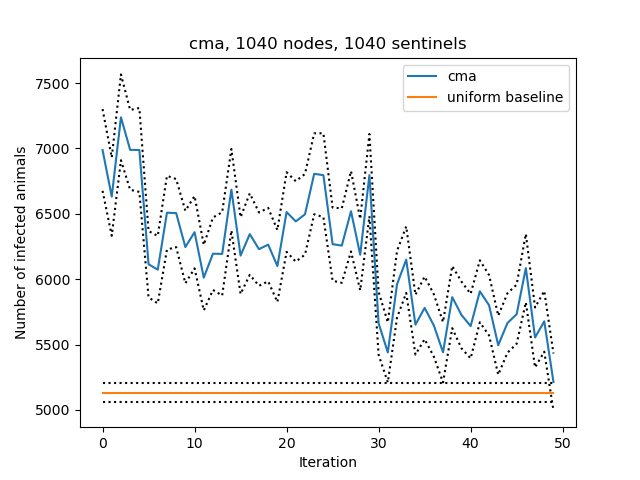 cma, 1040 nodes, 1040 sentinels
cma
uniform baseline
Number of infected animals
7500
7000
6500
6000
5500
5000
0 10 20 30 40 50
Iteration